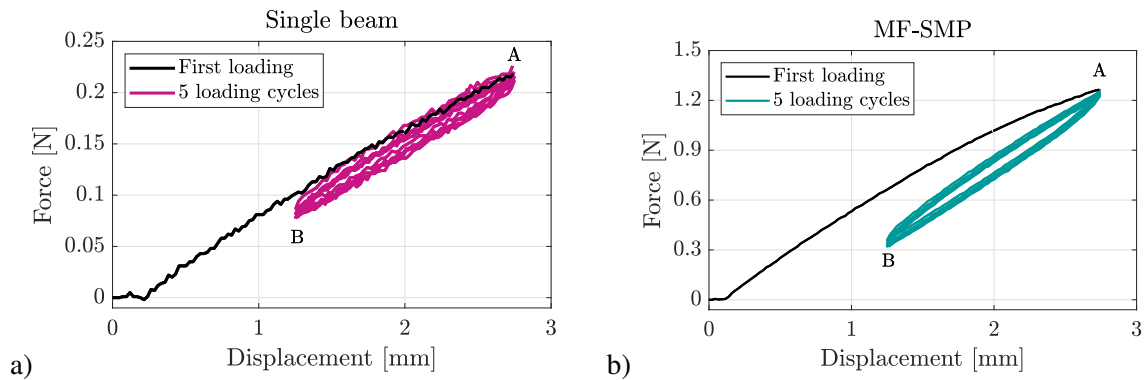 Single beam
0.25
0.2
0.15
0.1
0.05
0
Force [N]
First loading
5 loading cycles
A
B
0 1 2 3
Displacement [mm]
a)
MF-SMP
1.5
1.2
0.9
0.6
0.3
0
Force [N]
First loading
5 loading cycles
A
B
0 1 2 3
Displacement [mm]
b)